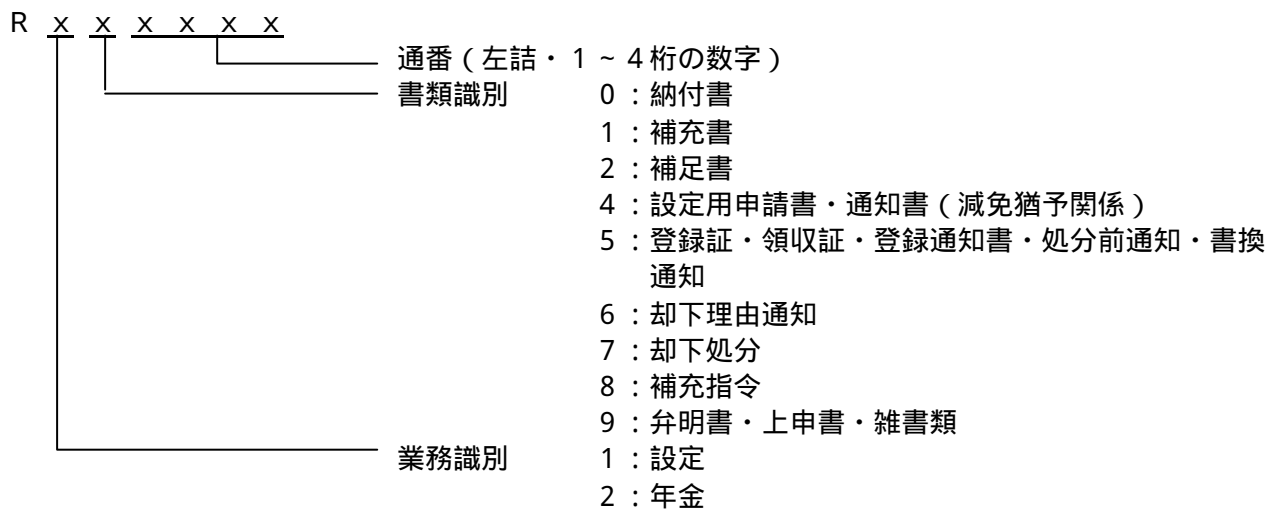 R x x x x x x
通番（左詰・1～4桁の数字）
書類識別 0：納付書
1：補充書
2：補足書
4：設定用申請書・通知書（減免猶予関係）
5：登録証・領収証・登録通知書・処分前通知・書換
通知
6：却下理由通知
7：却下処分
8：補充指令
9：弁明書・上申書・雑書類
業務識別 1：設定
2：年金